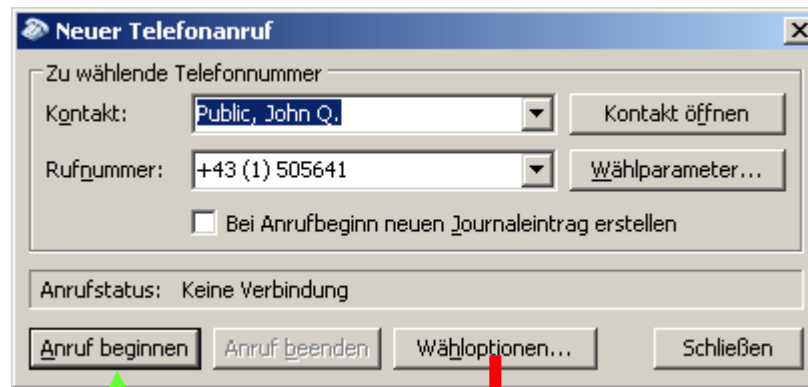 Neuer Telefonanruf
Zu wählende Telefonnummer
Kontakt: Public, John Q. Kontakt öffnen
Rufnummer: +43 (1) 505641 Wählparameter...
Bei Anrufbeginn neuen Journaleintrag erstellen
Anrufstatus: Keine Verbindung
Anruf beginnen Anruf beenden Wähloptionen... Schließen